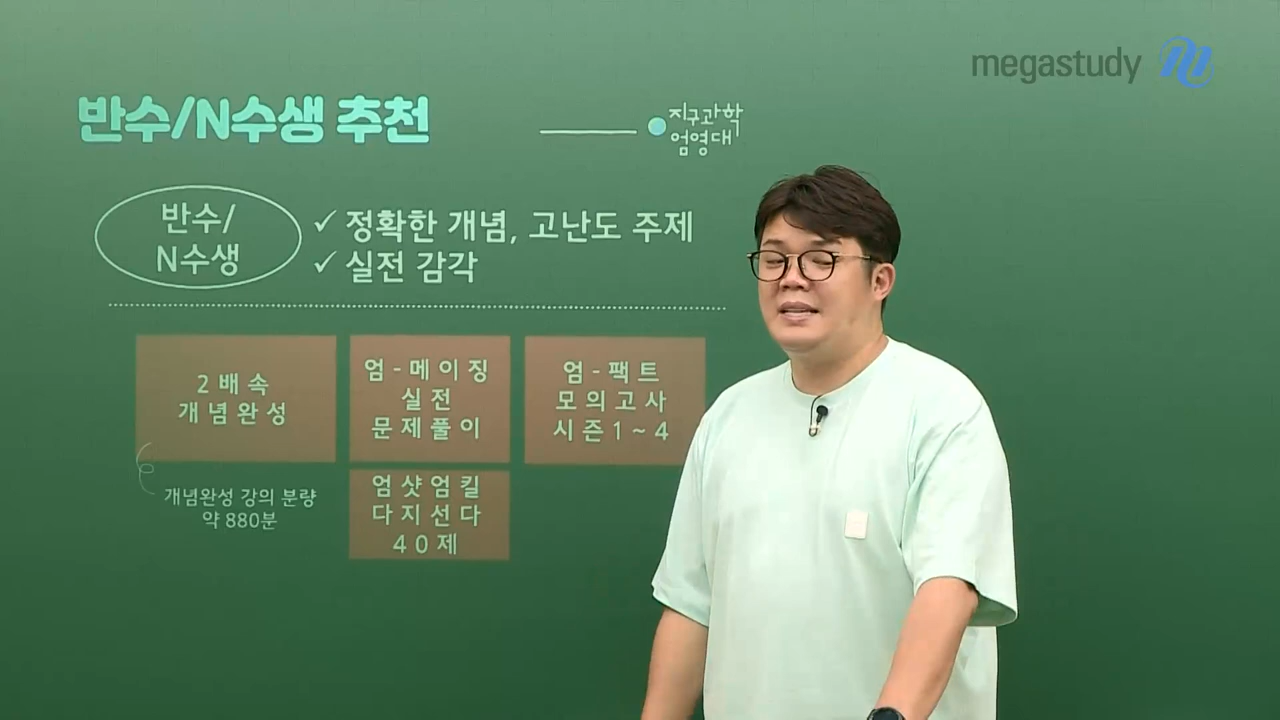 megastudy
반수/N수생 추천
지구과학
엄영대
반수/
N수생
✓ 정확한 개념, 고난도 주제
✓ 실전 감각
2배속
개념완성
엄-메이징
실전
문제풀이
엄-팩트
모의고사
시즌1~4
개념완성 강의 분량
약 880분
엄샷엄킬
다지선다
40제